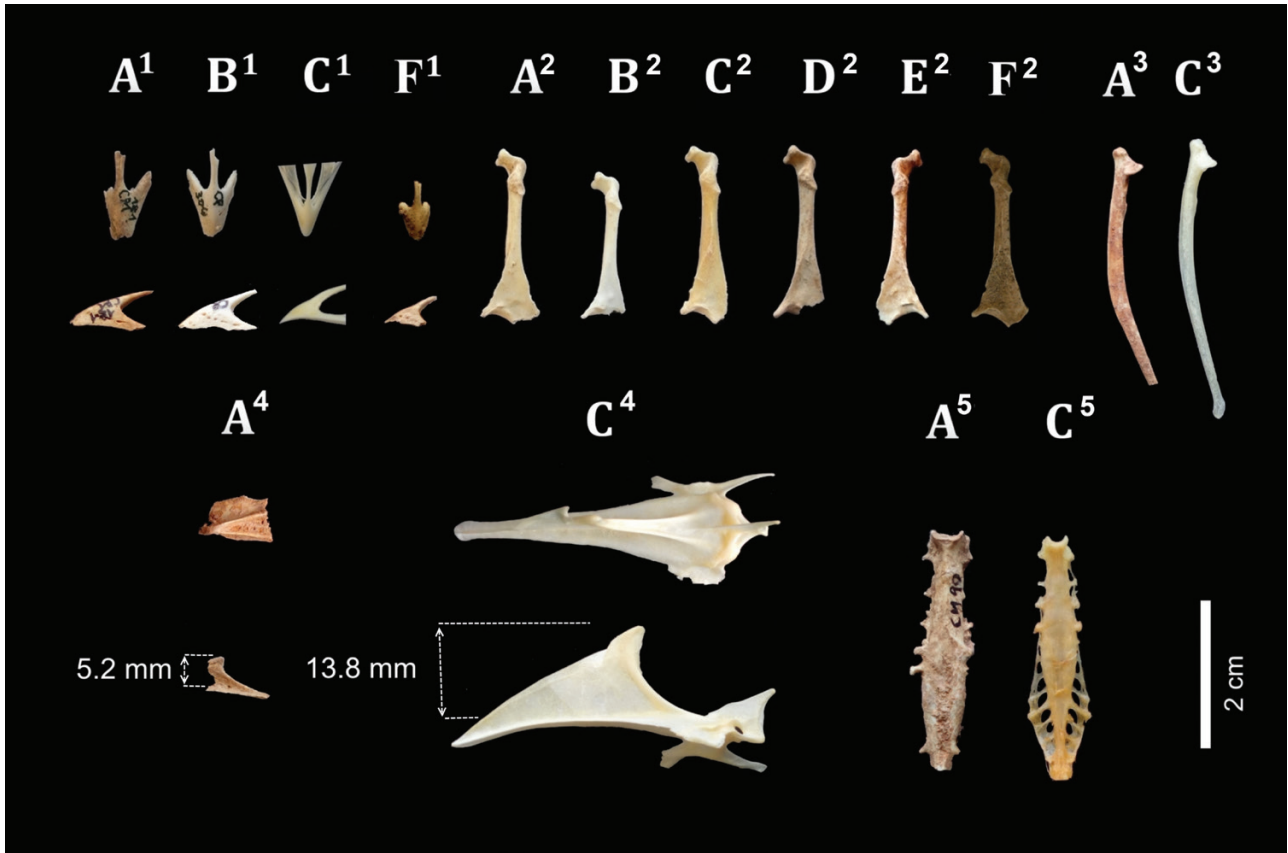 A¹ B¹ C¹ F¹ A² B² C² D² E² F² A³ C³
A⁴ C⁴ A⁵ C⁵
5.2 mm
13.8 mm
2 cm